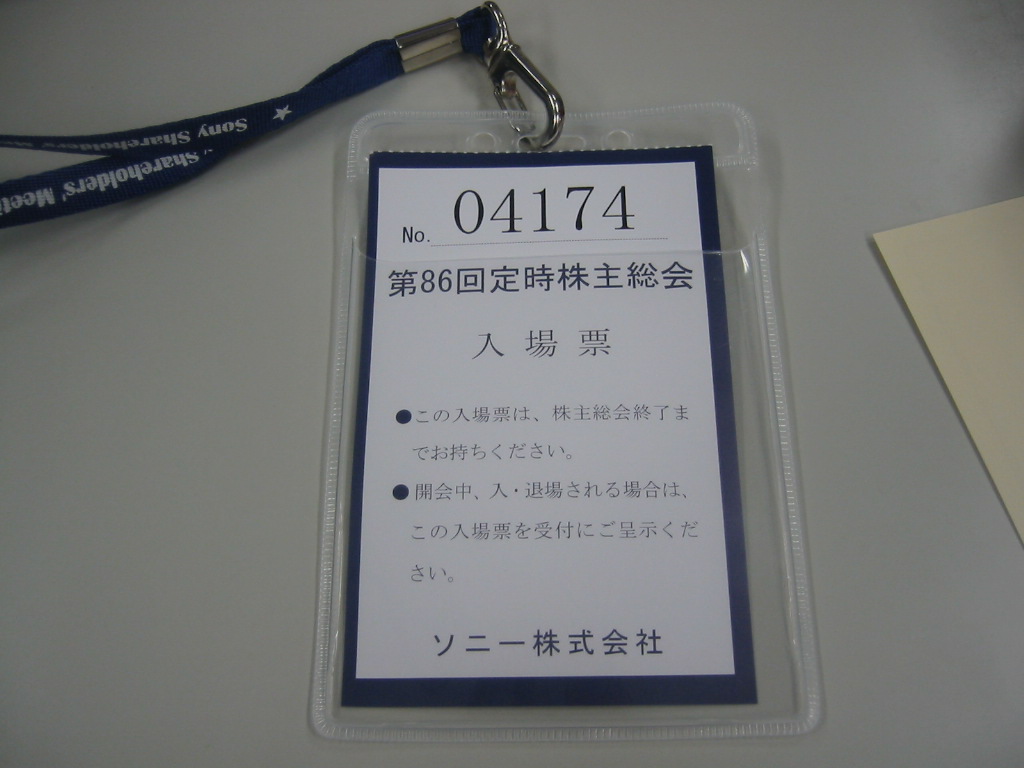 Sony Shareholders'
Shareholders' Meeti
No. 04174
第86回定時株主総会
入場票
●この入場票は、株主総会終了ま
でお持ちください。
●開会中、入・退場される場合は、
この入場票を受付にご呈示くだ
さい。
ソニー株式会社